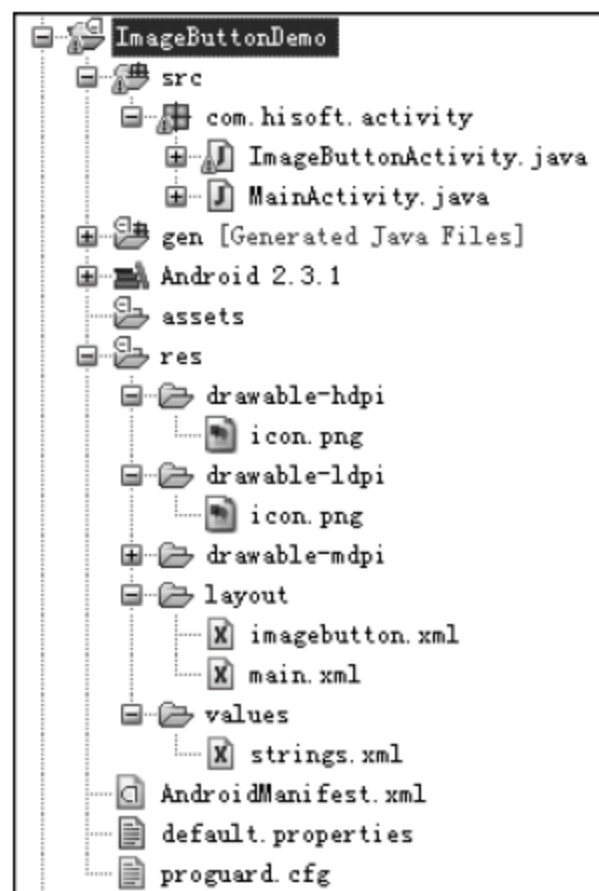 ImageButtonDemo
src
com.hisoft.activity
ImageButtonActivity.java
MainActivity.java
gen [Generated Java Files]
Android 2.3.1
assets
res
drawable-hdpi
icon.png
drawable-ldpi
icon.png
drawable-mdpi
layout
imagebutton.xml
main.xml
values
strings.xml
AndroidManifest.xml
default.properties
proguard.cfg